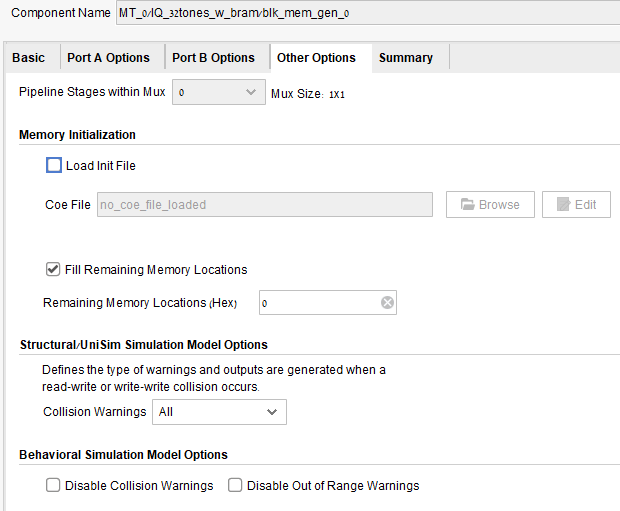 Component Name MT_0/IQ_32tones_w_bram/blk_mem_gen_0
Basic Port A Options Port B Options Other Options Summary
Pipeline Stages within Mux 0 Mux Size: 1X1
Memory Initialization
Load Init File
Coe File no_coe_file_loaded Browse Edit
Fill Remaining Memory Locations
Remaining Memory Locations (Hex) 0
Structural/UniSim Simulation Model Options
Defines the type of warnings and outputs are generated when a
read-write or write-write collision occurs.
Collision Warnings All
Behavioral Simulation Model Options
Disable Collision Warnings Disable Out of Range Warnings